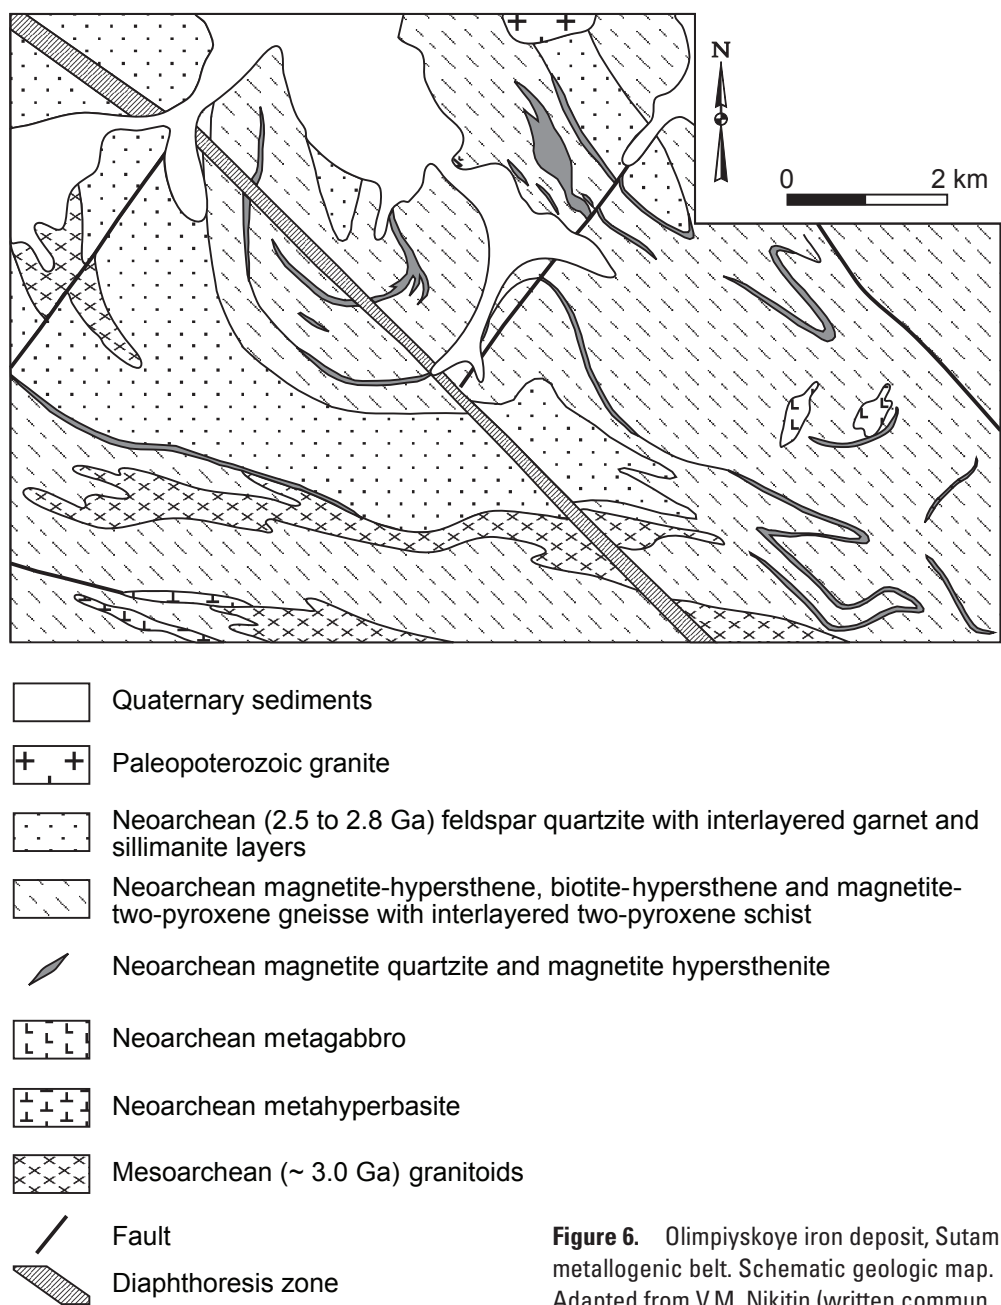 N
0 2 km
Quaternary sediments
Paleopoterozoic granite
Neoarchean (2.5 to 2.8 Ga) feldspar quartzite with interlayered garnet and
sillimanite layers
Neoarchean magnetite-hypersthene, biotite-hypersthene and magnetite-
two-pyroxene gneisse with interlayered two-pyroxene schist
Neoarchean magnetite quartzite and magnetite hypersthenite
Neoarchean metagabbro
Neoarchean metahyperbasite
Mesoarchean (~ 3.0 Ga) granitoids
Fault
Diaphthoresis zone
Figure 6. Olimpiyskoye iron deposit, Sutam
metallogenic belt. Schematic geologic map.
Adapted from V.M. Nikitin (written commun.